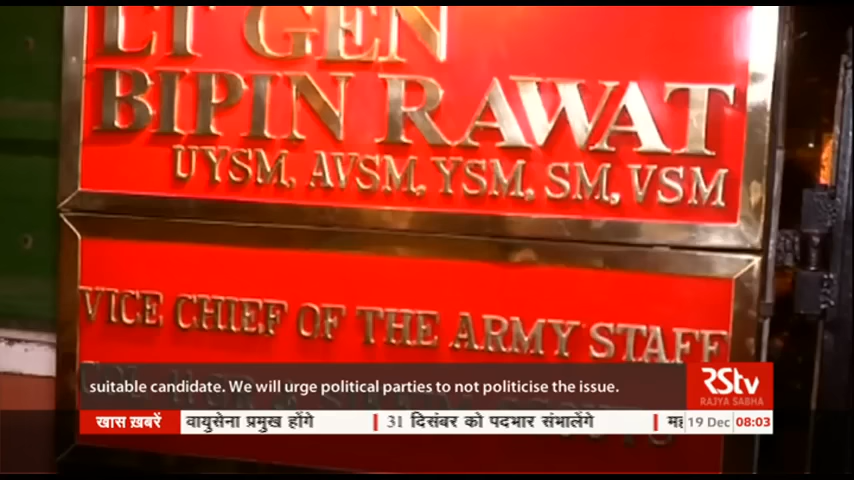 LT GEN
BIPIN RAWAT
UYSM, AVSM, YSM, SM, VSM
VICE CHIEF OF THE ARMY STAFF
suitable candidate. We will urge political parties to not politicise the issue.
RStv
RAJYA SABHA
खास ख़बरें वायुसेना प्रमुख होंगे | 31 दिसंबर को पदभार संभालेंगे | 19 Dec 08:03